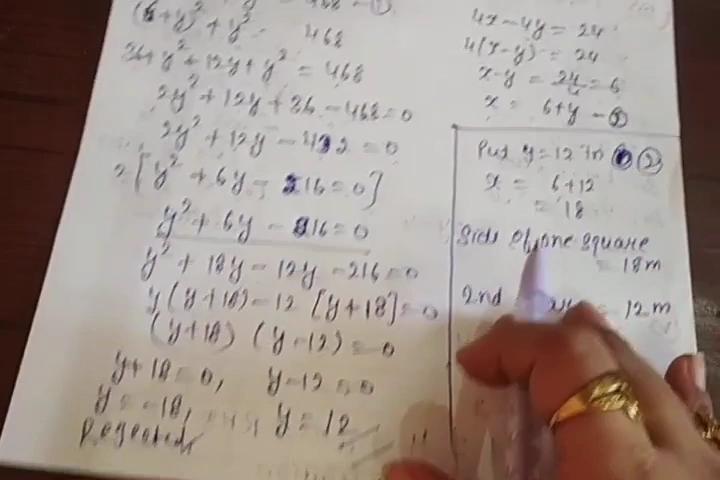 (6+y)² + y² = 468
36+y²+12y+y² = 468
2y²+12y+36-468=0
2y²+12y-432=0
2[y²+6y-216=0]
y²+6y-216=0
y²+18y-12y-216=0
y(y+18)-12[y+18]=0
(y+18) (y-12)=0
y+18=0, y-12=0
y=-18, y=12
Rejected
4x-4y=24
4(x-y)=24
x-y=24/4=6
x=6+y-②
Put y=12 in ②
x = 6+12
= 18
Side of one square
= 18m
2nd = 12m